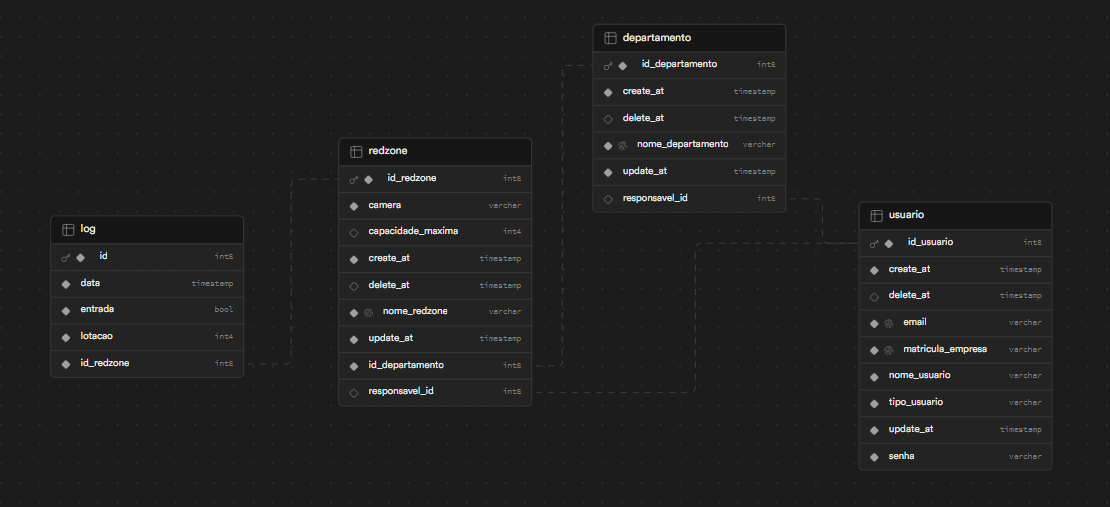 log
id int8
data timestamp
entrada bool
lotacao int4
id_redzone int8
redzone
id_redzone int8
camera varchar
capacidade_maxima int4
create_at timestamp
delete_at timestamp
nome_redzone varchar
update_at timestamp
id_departamento int8
responsavel_id int8
departamento
id_departamento int8
create_at timestamp
delete_at timestamp
nome_departamento varchar
update_at timestamp
responsavel_id int8
usuario
id_usuario int8
create_at timestamp
delete_at timestamp
email varchar
matricula_empresa varchar
nome_usuario varchar
tipo_usuario varchar
update_at timestamp
senha varchar